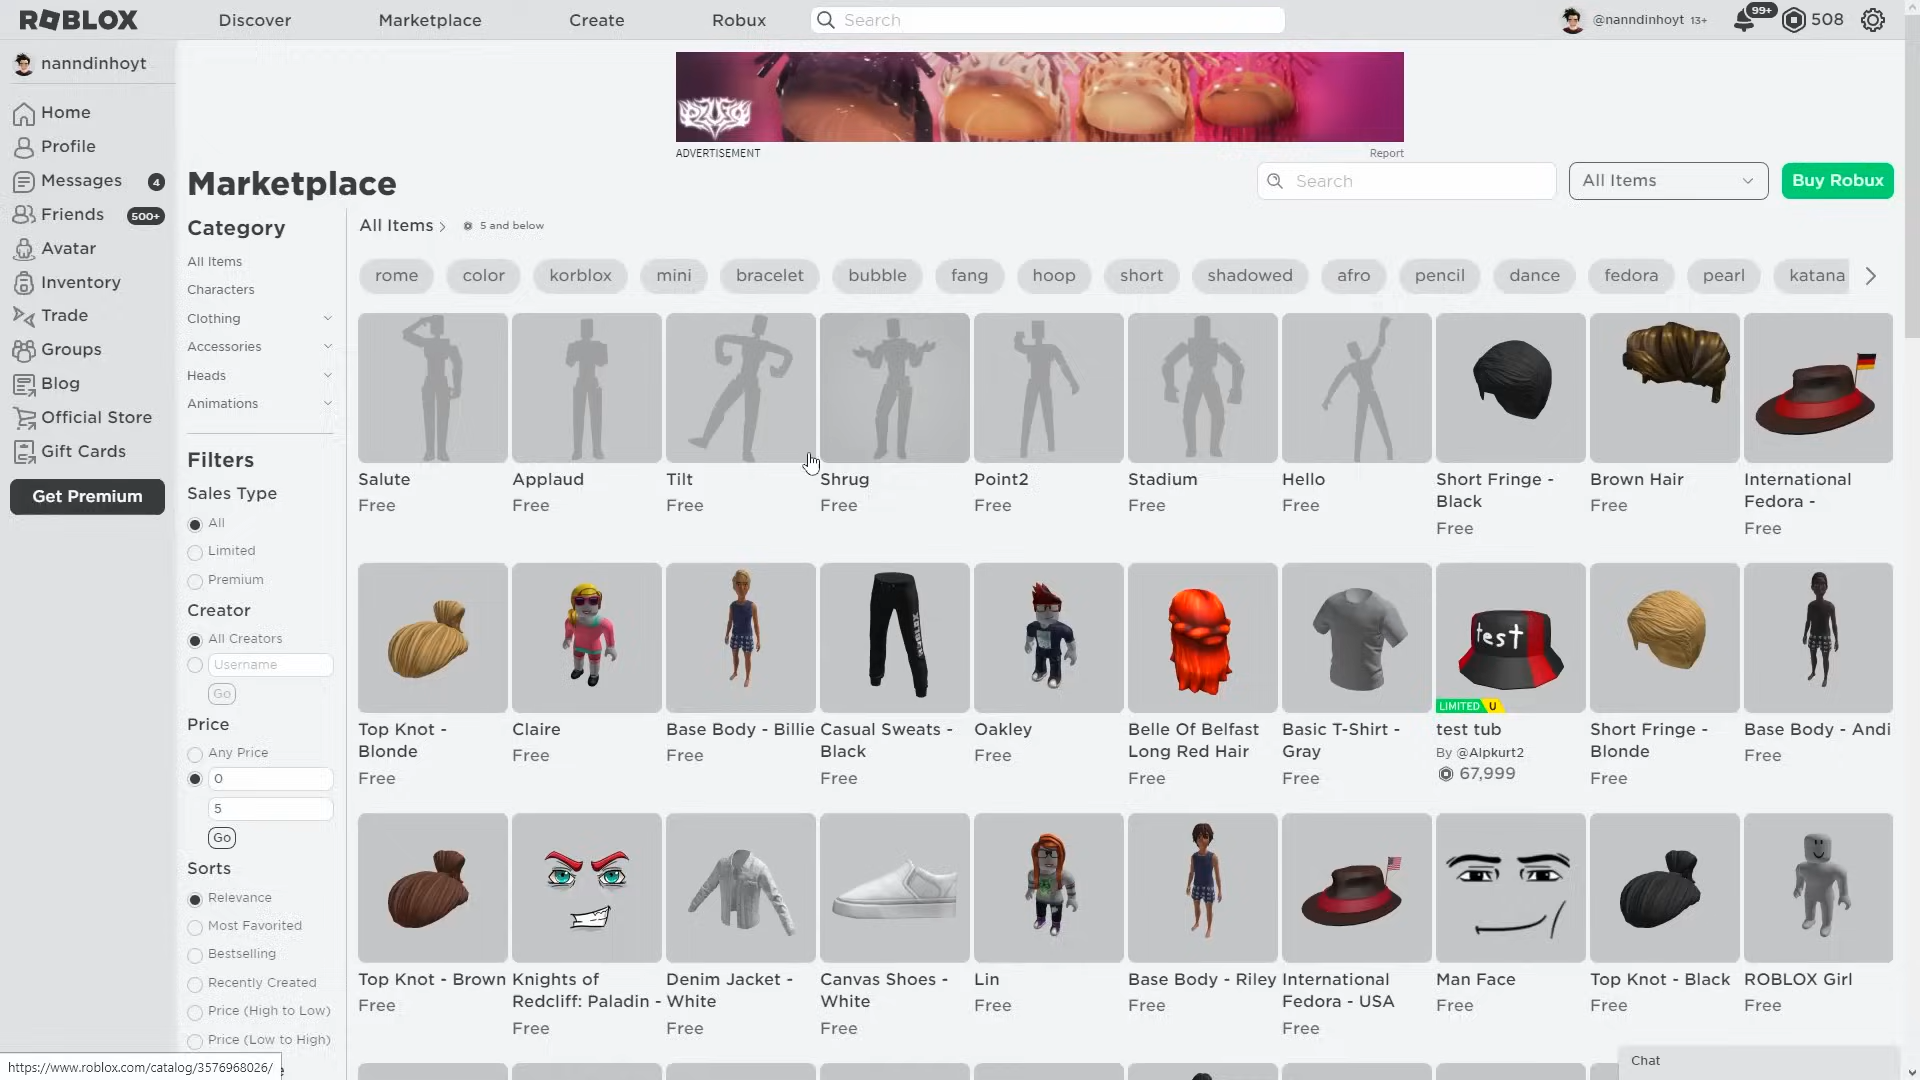 ROBLOX
Discover
Marketplace
Create
Robux
Search
@nanndinhoyt 13+
99+
508
nanndinhoyt
Home
Profile
Messages 4
Friends 500+
Avatar
Inventory
Trade
Groups
Blog
Official Store
Gift Cards
Get Premium
ADVERTISEMENT
Report
Marketplace
Search
All Items
Buy Robux
Category
All Items
Characters
Clothing
Accessories
Heads
Animations
Filters
Sales Type
All
Limited
Premium
Creator
All Creators
Username
Go
Price
Any Price
0
5
Go
Sorts
Relevance
Most Favorited
Bestselling
Recently Created
Price (High to Low)
Price (Low to High)
All Items >
5 and below
rome
color
korblox
mini
bracelet
bubble
fang
hoop
short
shadowed
afro
pencil
dance
fedora
pearl
katana
Salute
Free
Applaud
Free
Tilt
Free
Shrug
Free
Point2
Free
Stadium
Free
Hello
Free
Short Fringe -
Black
Free
Brown Hair
Free
International
Fedora -
Free
Top Knot -
Blonde
Free
Claire
Free
Base Body - Billie
Free
ROBLOX
Casual Sweats -
Black
Free
Oakley
Free
Belle Of Belfast
Long Red Hair
Free
Basic T-Shirt -
Gray
Free
test
LIMITED U
test tub
By @Alpkurt2
67,999
Short Fringe -
Blonde
Free
Base Body - Andi
Free
Top Knot - Brown
Free
Knights of
Redcliff: Paladin -
Free
Denim Jacket -
White
Free
Canvas Shoes -
White
Free
Lin
Free
Base Body - Riley
Free
International
Fedora - USA
Free
Man Face
Free
Top Knot - Black
Free
ROBLOX Girl
Free
https://www.roblox.com/catalog/3576968026/
Chat